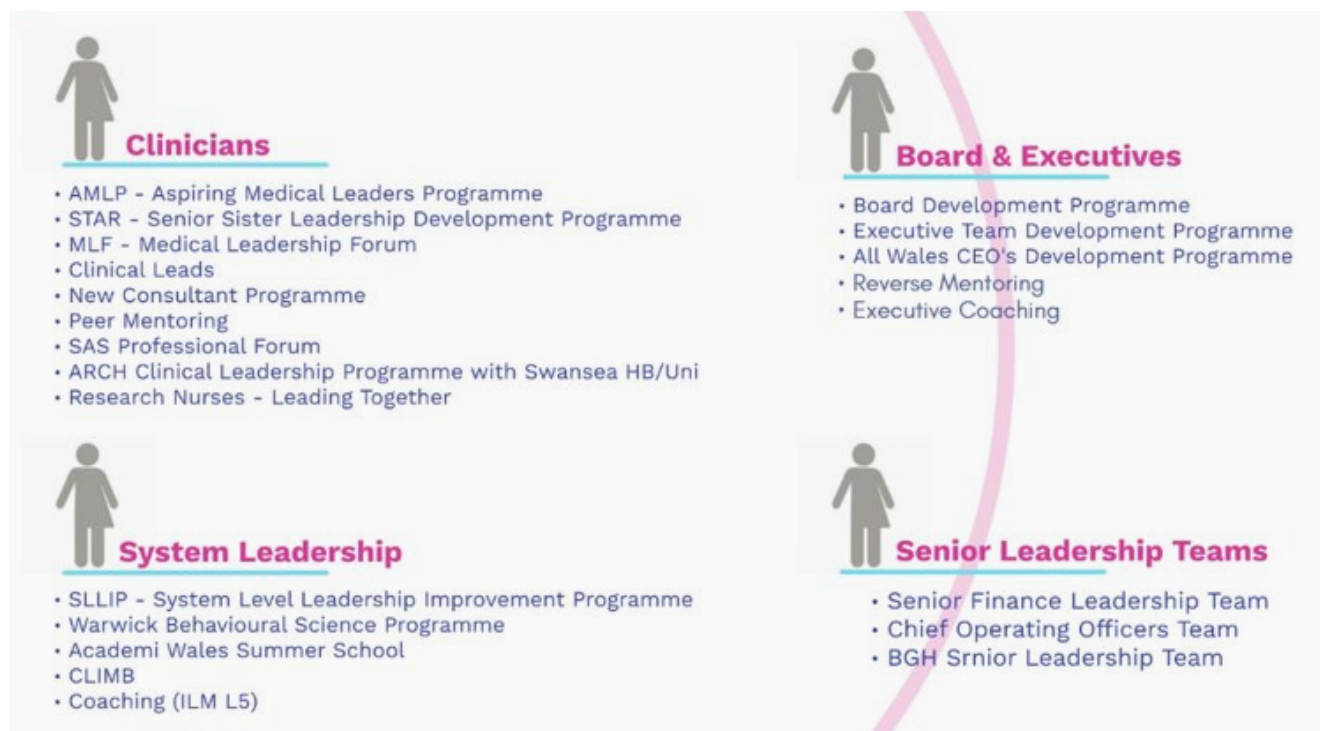 Clinicians
• AMLP - Aspiring Medical Leaders Programme
• STAR - Senior Sister Leadership Development Programme
• MLF - Medical Leadership Forum
• Clinical Leads
• New Consultant Programme
• Peer Mentoring
• SAS Professional Forum
• ARCH Clinical Leadership Programme with Swansea HB/Uni
• Research Nurses - Leading Together
Board & Executives
• Board Development Programme
• Executive Team Development Programme
• All Wales CEO's Development Programme
• Reverse Mentoring
• Executive Coaching
System Leadership
• SLLIP - System Level Leadership Improvement Programme
• Warwick Behavioural Science Programme
• Academi Wales Summer School
• CLIMB
• Coaching (ILM L5)
Senior Leadership Teams
• Senior Finance Leadership Team
• Chief Operating Officers Team
• BGH Srnior Leadership Team